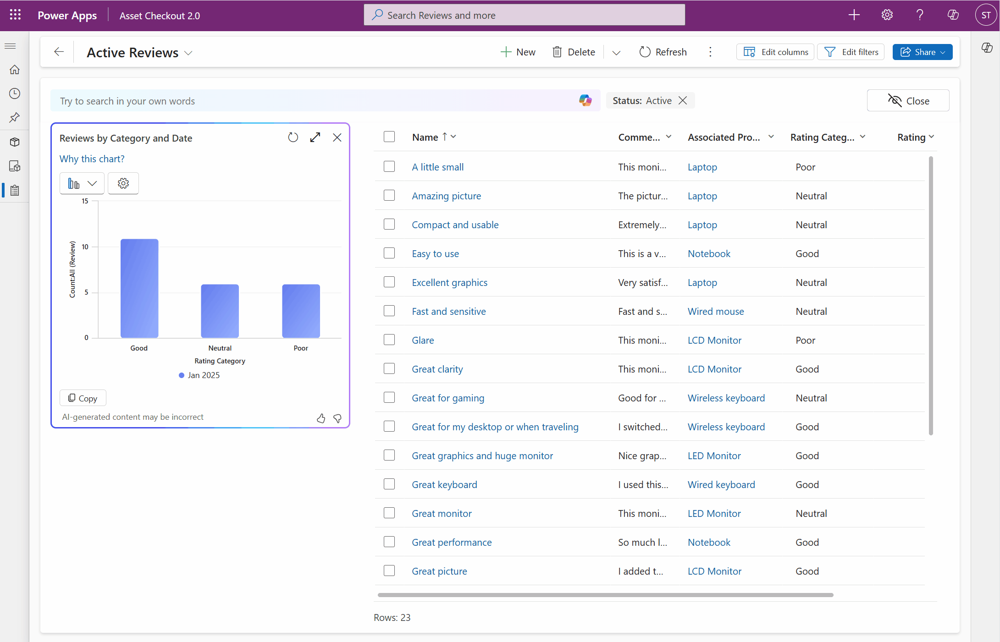 Power Apps
Asset Checkout 2.0
Search Reviews and more
ST
Active Reviews
New
Delete
Refresh
Edit columns
Edit filters
Share
Try to search in your own words
Status: Active
Close
Reviews by Category and Date
Why this chart?
15
10
5
0
Count:All (Review)
Good
Neutral
Poor
Rating Category
Jan 2025
Copy
AI-generated content may be incorrect
Name Comme... Associated Pro... Rating Categ... Rating
A little small This moni... Laptop Poor
Amazing picture The pictur... Laptop Neutral
Compact and usable Extremely... Laptop Neutral
Easy to use This is a v... Notebook Good
Excellent graphics Very satisf... Laptop Neutral
Fast and sensitive Fast and s... Wired mouse Neutral
Glare This moni... LCD Monitor Poor
Great clarity This moni... LCD Monitor Good
Great for gaming Good for ... Wireless keyboard Neutral
Great for my desktop or when traveling I switched... Wireless keyboard Good
Great graphics and huge monitor Nice grap... LED Monitor Good
Great keyboard I used this... Wired keyboard Good
Great monitor This moni... LED Monitor Neutral
Great performance So much l... Notebook Good
Great picture I added t... LCD Monitor Good
Rows: 23